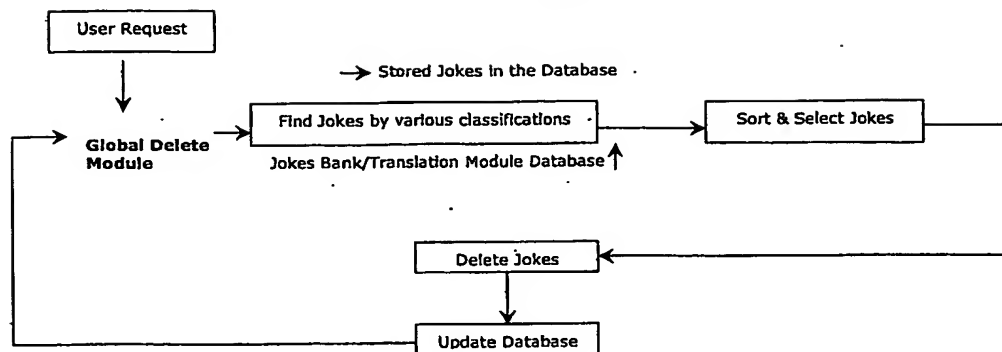 User Request
Stored Jokes in the Database
Find Jokes by various classifications
Sort & Select Jokes
Global Delete
Module
Jokes Bank/Translation Module Database
Delete Jokes
Update Database